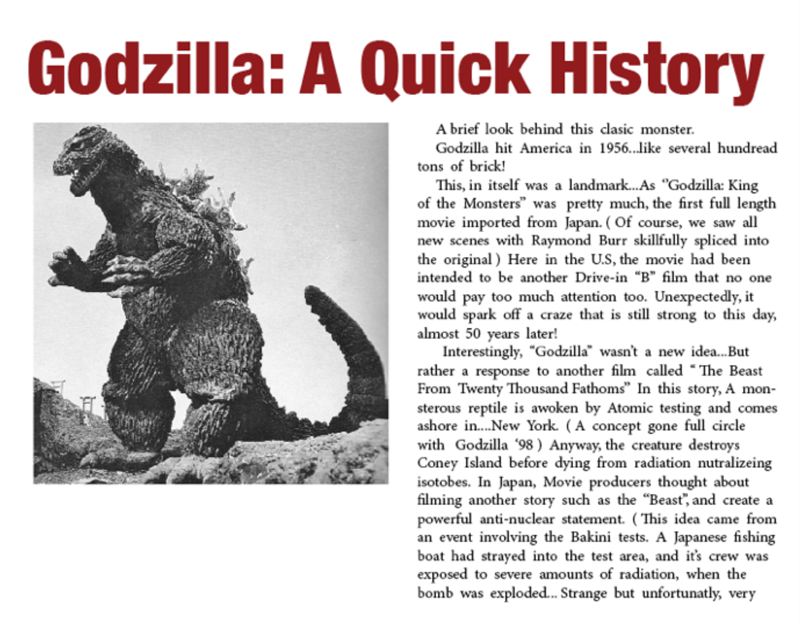 Godzilla: A Quick History
A brief look behind this clasic monster.
Godzilla hit America in 1956...like several hundread
tons of brick!
This, in itself was a landmark...As "Godzilla: King
of the Monsters" was pretty much, the first full length
movie imported from Japan. ( Of course, we saw all
new scenes with Raymond Burr skillfully spliced into
the original ) Here in the U.S, the movie had been
intended to be another Drive-in “B” film that no one
would pay too much attention too. Unexpectedly, it
would spark off a craze that is still strong to this day,
almost 50 years later!
Interestingly, “Godzilla” wasn’t a new idea...But
rather a response to another film called “ The Beast
From Twenty Thousand Fathoms” In this story, A mon-
sterous reptile is awoken by Atomic testing and comes
ashore in....New York. ( A concept gone full circle
with Godzilla ‘98 ) Anyway, the creature destroys
Coney Island before dying from radiation nutralizeing
isotobes. In Japan, Movie producers thought about
filming another story such as the “Beast”, and create a
powerful anti-nuclear statement. ( This idea came from
an event involving the Bakini tests. A Japanese fishing
boat had strayed into the test area, and it’s crew was
exposed to severe amounts of radiation, when the
bomb was exploded... Strange but unfortunatly, very